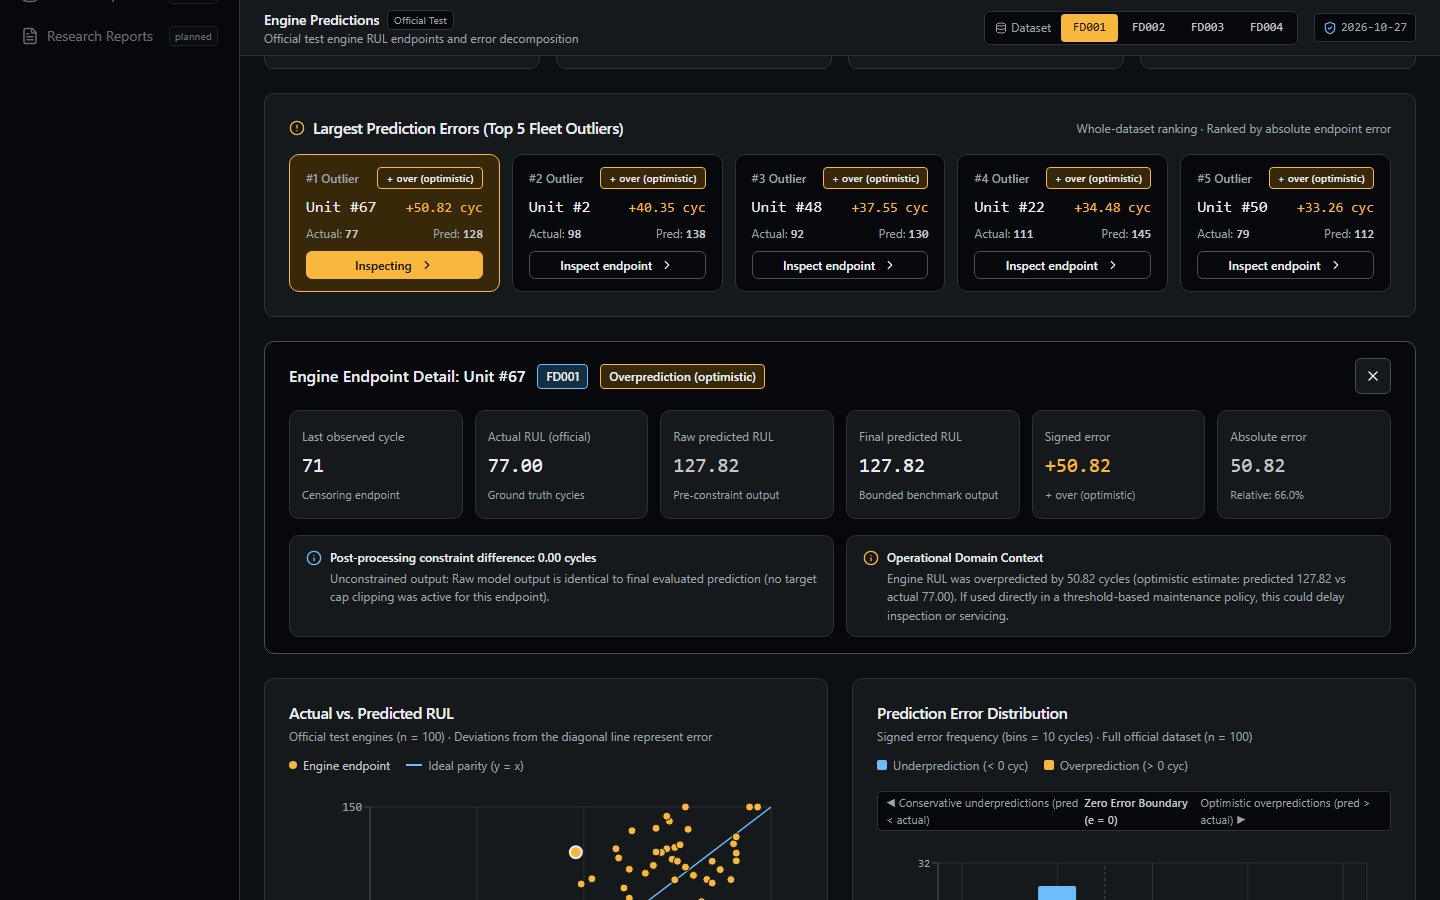 Research Reports planned
Engine Predictions Official Test
Official test engine RUL endpoints and error decomposition
Dataset FD001 FD002 FD003 FD004
2026-10-27
Largest Prediction Errors (Top 5 Fleet Outliers)
Whole-dataset ranking · Ranked by absolute endpoint error
#1 Outlier + over (optimistic)
Unit #67 +50.82 cyc
Actual: 77 Pred: 128
Inspecting
#2 Outlier + over (optimistic)
Unit #2 +40.35 cyc
Actual: 98 Pred: 138
Inspect endpoint
#3 Outlier + over (optimistic)
Unit #48 +37.55 cyc
Actual: 92 Pred: 130
Inspect endpoint
#4 Outlier + over (optimistic)
Unit #22 +34.48 cyc
Actual: 111 Pred: 145
Inspect endpoint
#5 Outlier + over (optimistic)
Unit #50 +33.26 cyc
Actual: 79 Pred: 112
Inspect endpoint
Engine Endpoint Detail: Unit #67 FD001 Overprediction (optimistic)
Last observed cycle
71
Censoring endpoint
Actual RUL (official)
77.00
Ground truth cycles
Raw predicted RUL
127.82
Pre-constraint output
Final predicted RUL
127.82
Bounded benchmark output
Signed error
+50.82
+ over (optimistic)
Absolute error
50.82
Relative: 66.0%
Post-processing constraint difference: 0.00 cycles
Unconstrained output: Raw model output is identical to final evaluated prediction (no target
cap clipping was active for this endpoint).
Operational Domain Context
Engine RUL was overpredicted by 50.82 cycles (optimistic estimate: predicted 127.82 vs
actual 77.00). If used directly in a threshold-based maintenance policy, this could delay
inspection or servicing.
Actual vs. Predicted RUL
Official test engines (n = 100) · Deviations from the diagonal line represent error
Engine endpoint Ideal parity (y = x)
150
Prediction Error Distribution
Signed error frequency (bins = 10 cycles) · Full official dataset (n = 100)
Underprediction (< 0 cyc) Overprediction (> 0 cyc)
◀ Conservative underpredictions (pred
< actual)
Zero Error Boundary
(e = 0)
Optimistic overpredictions (pred >
actual) ▶
32